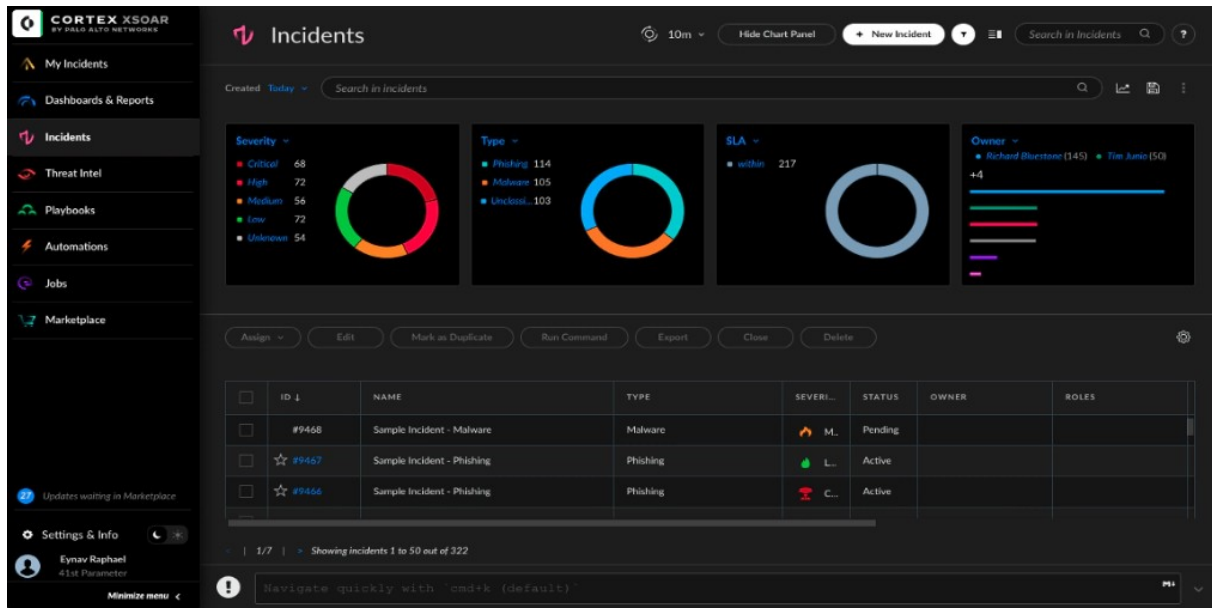 CORTEX XSOAR
BY PALO ALTO NETWORKS
My Incidents
Dashboards & Reports
Incidents
Threat Intel
Playbooks
Automations
Jobs
Marketplace
27 Updates waiting in Marketplace
Settings & Info
Eynav Raphael
41st Parameter
Minimize menu <
Incidents
10m
Hide Chart Panel
+ New Incident
Search in Incidents
?
Created Today
Search in incidents
Severity
Critical 68
High 72
Medium 56
Low 72
Unknown 54
Type
Phishing 114
Malware 105
Unclassi... 103
SLA
within 217
Owner
Richard Bluestone (145) Tim Junio (50)
+4
Assign
Edit
Mark as Duplicate
Run Command
Export
Close
Delete
ID ↓ NAME TYPE SEVERI... STATUS OWNER ROLES
#9468 Sample Incident - Malware Malware M... Pending
#9467 Sample Incident - Phishing Phishing L... Active
#9466 Sample Incident - Phishing Phishing C... Active
< | 1/7 | > Showing incidents 1 to 50 out of 322
! Navigate quickly with `cmd+k (default)` M↓